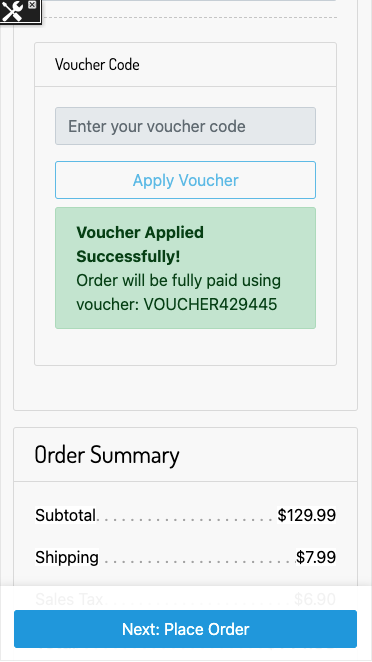 Voucher Code
Enter your voucher code
Apply Voucher
Voucher Applied
Successfully!
Order will be fully paid using
voucher: VOUCHER429445
Order Summary
Subtotal. . . . . . . . . . . . . . . . . . . . . $129.99
Shipping . . . . . . . . . . . . . . . . . . . . . . . $7.99
Sales Tax $6.90
Next: Place Order